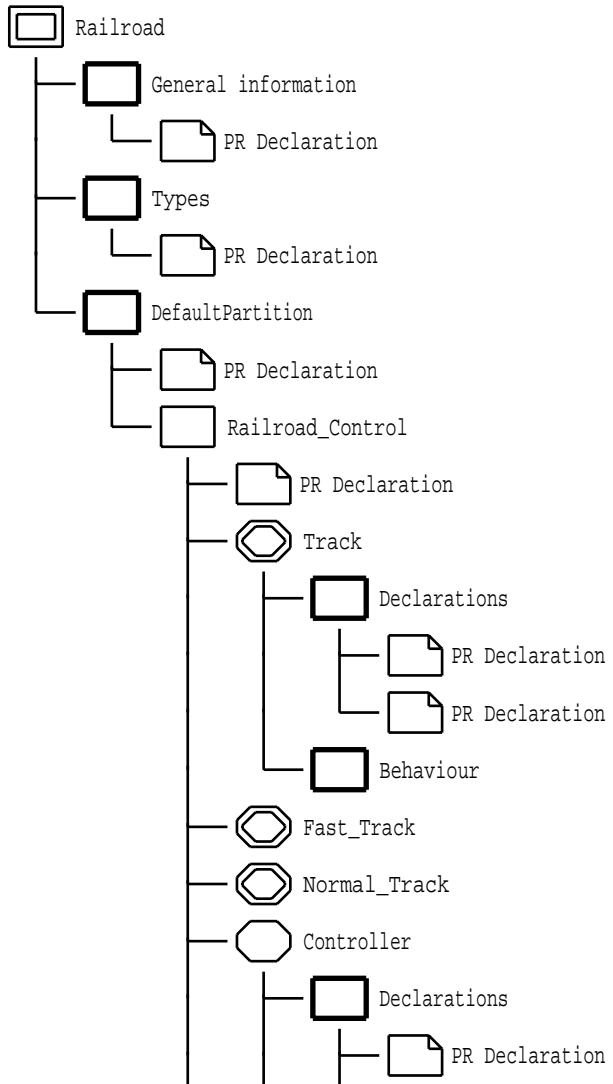 Railroad
General information
PR Declaration
Types
PR Declaration
DefaultPartition
PR Declaration
Railroad_Control
PR Declaration
Track
Declarations
PR Declaration
PR Declaration
Behaviour
Fast_Track
Normal_Track
Controller
Declarations
PR Declaration